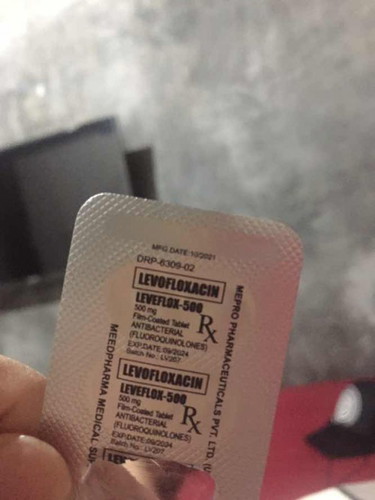 MFG.DATE:10/2021
DRP-6309-02
LEVOFLOXACIN
LEVEFLOX-500
500 mg
Film-Coated Tablet
ANTIBACTERIAL
(FLUOROQUINOLONES)
EXP.DATE:09/2024
Batch No.: LV207
Rx
LEVOFLOXACIN
LEVEFLOX-500
500 mg
Film-Coated Tablet
ANTIBACTERIAL
(FLUOROQUINOLONES)
EXP.DATE:09/2024
Batch No.: LV207
Rx
MEPRO PHARMACEUTICALS PVT. LTD.
MEEDPHARMA MEDICAL